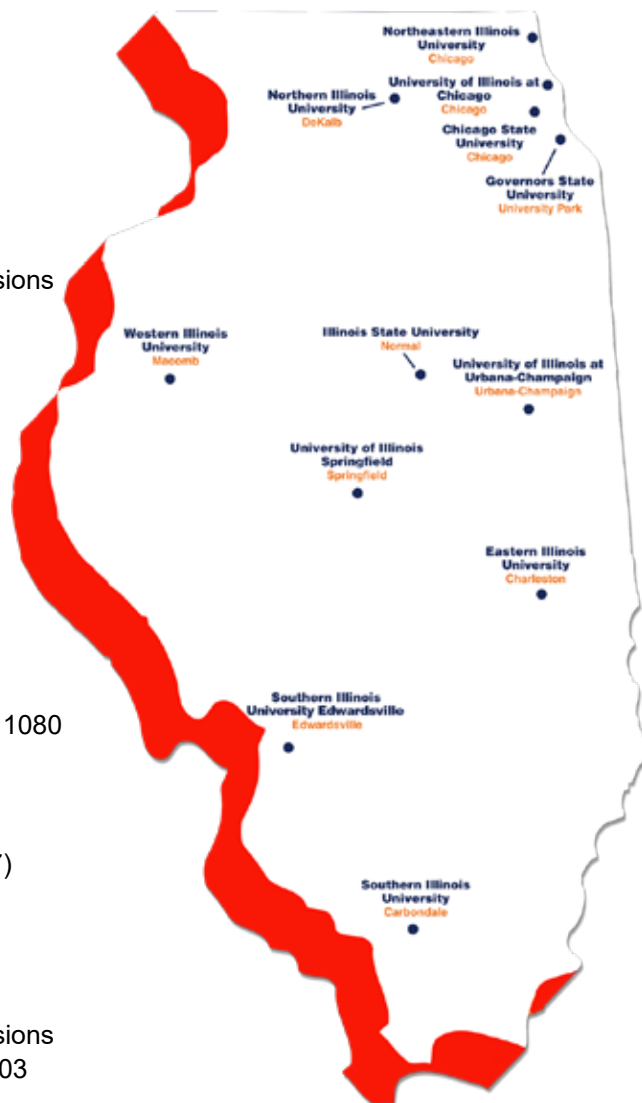 Northeastern Illinois
University
Chicago
University of Illinois at
Chicago
Chicago
Northern Illinois
University
DeKalb
Chicago State
University
Chicago
Governors State
University
University Park
sions
Western Illinois
University
Macomb
Illinois State University
Normal
University of Illinois at
Urbana-Champaign
Urbana-Champaign
University of Illinois
Springfield
Springfield
Eastern Illinois
University
Charleston
Southern Illinois
University Edwardsville
Edwardsville
1080
)
Southern Illinois
University
Carbondale
sions
03